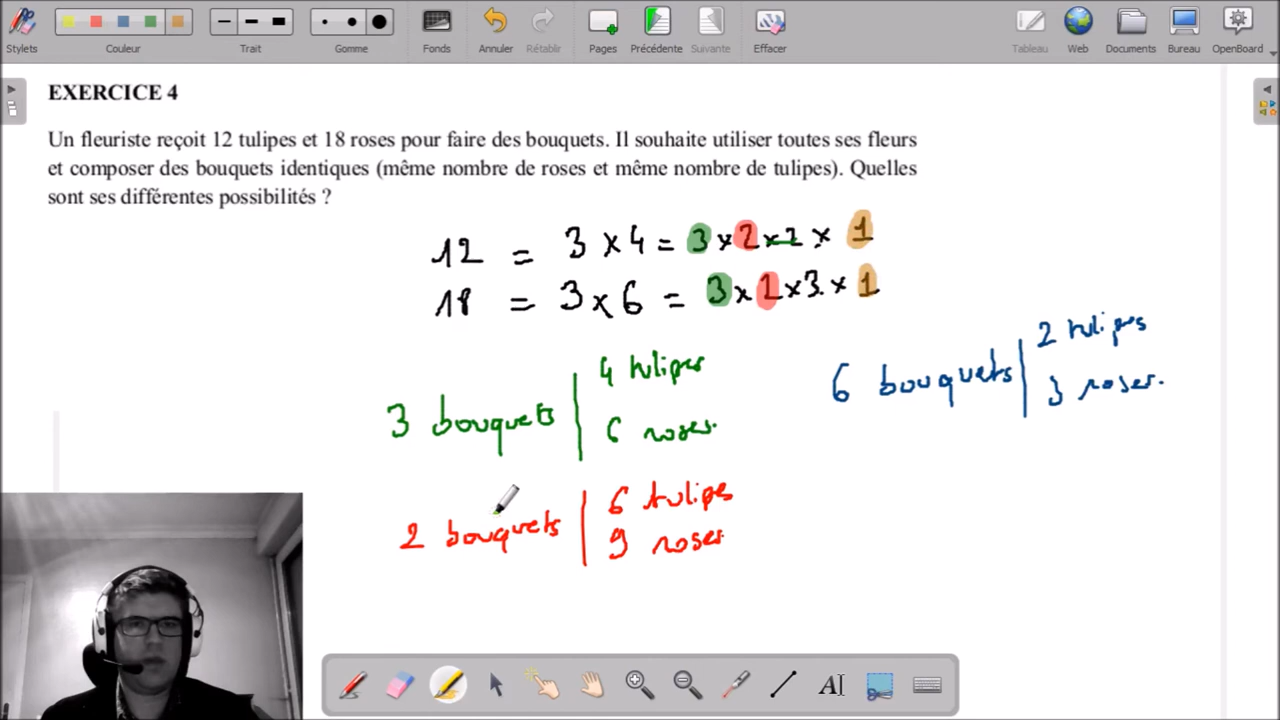 Stylets Couleur Trait Gomme Fonds Annuler Rétablir Pages Précédente Suivante Effacer Tableau Web Documents Bureau OpenBoard
EXERCICE 4
Un fleuriste reçoit 12 tulipes et 18 roses pour faire des bouquets. Il souhaite utiliser toutes ses fleurs
et composer des bouquets identiques (même nombre de roses et même nombre de tulipes). Quelles
sont ses différentes possibilités ?
12 = 3 × 4 = 3 × 2 × 2 × 1
18 = 3 × 6 = 3 × 2 × 3 × 1
3 bouquets | 4 tulipes
6 roses.
6 bouquets | 2 tulipes
3 roses.
2 bouquets | 6 tulipes
9 roses
AI